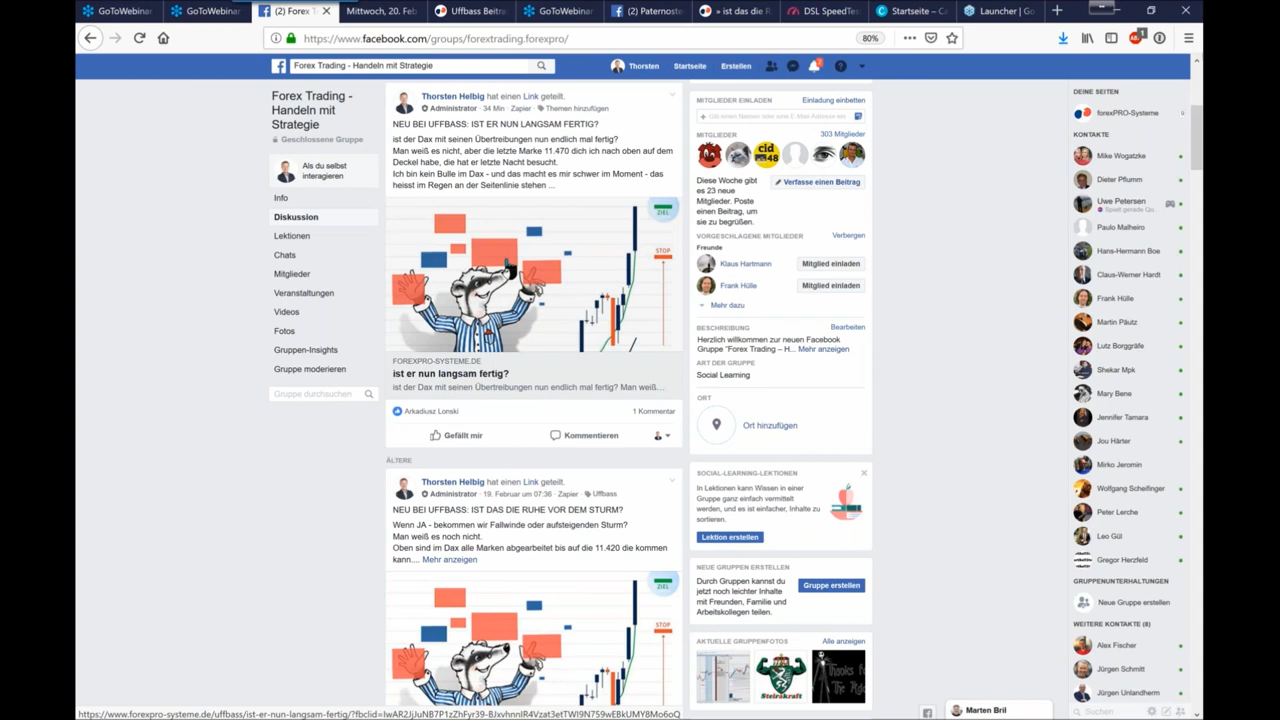 GoToWebinar
GoToWebinar
(2) Forex T
Mittwoch, 20. Feb
Uffbass Beitra
GoToWebinar
(2) Paternoste
» ist das die R
DSL SpeedTes
Startseite – Ca
Launcher | Go
https://www.facebook.com/groups/forextrading.forexpro/
80%
Forex Trading - Handeln mit Strategie
Thorsten
Startseite
Erstellen
Forex Trading -
Handeln mit
Strategie
Geschlossene Gruppe
Als du selbst
interagieren
Info
Diskussion
Lektionen
Chats
Mitglieder
Veranstaltungen
Videos
Fotos
Gruppen-Insights
Gruppe moderieren
Gruppe durchsuchen
Thorsten Helbig hat einen Link geteilt.
Administrator · 34 Min · Zapier · Themen hinzufügen
NEU BEI UFFBASS: IST ER NUN LANGSAM FERTIG?
ist der Dax mit seinen Übertreibungen nun endlich mal fertig?
Man weiß es nicht, aber die letzte Marke 11.470 dich ich nach oben auf dem
Deckel habe, die hat er letzte Nacht besucht.
Ich bin kein Bulle im Dax - und das macht es mir schwer im Moment - das
heisst im Regen an der Seitenlinie stehen ...
ZIEL
STOP
FOREXPRO-SYSTEME.DE
ist er nun langsam fertig?
ist der Dax mit seinen Übertreibungen nun endlich mal fertig? Man weiß...
Arkadiusz Lonski
1 Kommentar
Gefällt mir
Kommentieren
ÄLTERE
Thorsten Helbig hat einen Link geteilt.
Administrator · 19. Februar um 07:36 · Zapier · Uffbass
NEU BEI UFFBASS: IST DAS DIE RUHE VOR DEM STURM?
Wenn JA - bekommen wir Fallwinde oder aufsteigenden Sturm?
Man weiß es noch nicht.
Oben sind im Dax alle Marken abgearbeitet bis auf die 11.420 die kommen
kann.... Mehr anzeigen
ZIEL
STOP
MITGLIEDER EINLADEN
Einladung einbetten
Gib einen Namen oder eine E-Mail-Adresse ein
MITGLIEDER
303 Mitglieder
cid
48
Diese Woche gibt
es 23 neue
Mitglieder. Poste
einen Beitrag, um
sie zu begrüßen.
Verfasse einen Beitrag
VORGESCHLAGENE MITGLIEDER
Verbergen
Freunde
Klaus Hartmann
Mitglied einladen
Frank Hülle
Mitglied einladen
Mehr dazu
BESCHREIBUNG
Bearbeiten
Herzlich willkommen zur neuen Facebook
Gruppe "Forex Trading – H... Mehr anzeigen
ART DER GRUPPE
Social Learning
ORT
Ort hinzufügen
SOCIAL-LEARNING-LEKTIONEN
In Lektionen kann Wissen in einer
Gruppe ganz einfach vermittelt
werden, und es ist einfacher, Inhalte zu
sortieren.
Lektion erstellen
NEUE GRUPPEN ERSTELLEN
Durch Gruppen kannst du
jetzt noch leichter Inhalte
mit Freunden, Familie und
Arbeitskollegen teilen.
Gruppe erstellen
AKTUELLE GRUPPENFOTOS
Alle anzeigen
Steirakraft
Thanks
For
The
DEINE SEITEN
forexPRO-Systeme
KONTAKTE
Mike Wogatzke
Dieter Pflumm
Uwe Petersen
Spielt gerade Qu...
Paulo Malheiro
Hans-Hermann Boe
Claus-Werner Hardt
Frank Hülle
Martin Päutz
Lutz Borggräfe
Shekar Mpk
Mary Bene
Jennifer Tamara
Jou Härter
Mirko Jeromin
Wolfgang Scheifinger
Peter Lerche
Leo Gül
Gregor Herzfeld
GRUPPENUNTERHALTUNGEN
Neue Gruppe erstellen
WEITERE KONTAKTE (8)
Alex Fischer
Jürgen Schmitt
Jürgen Unlandherm
Suchen
Marten Bril